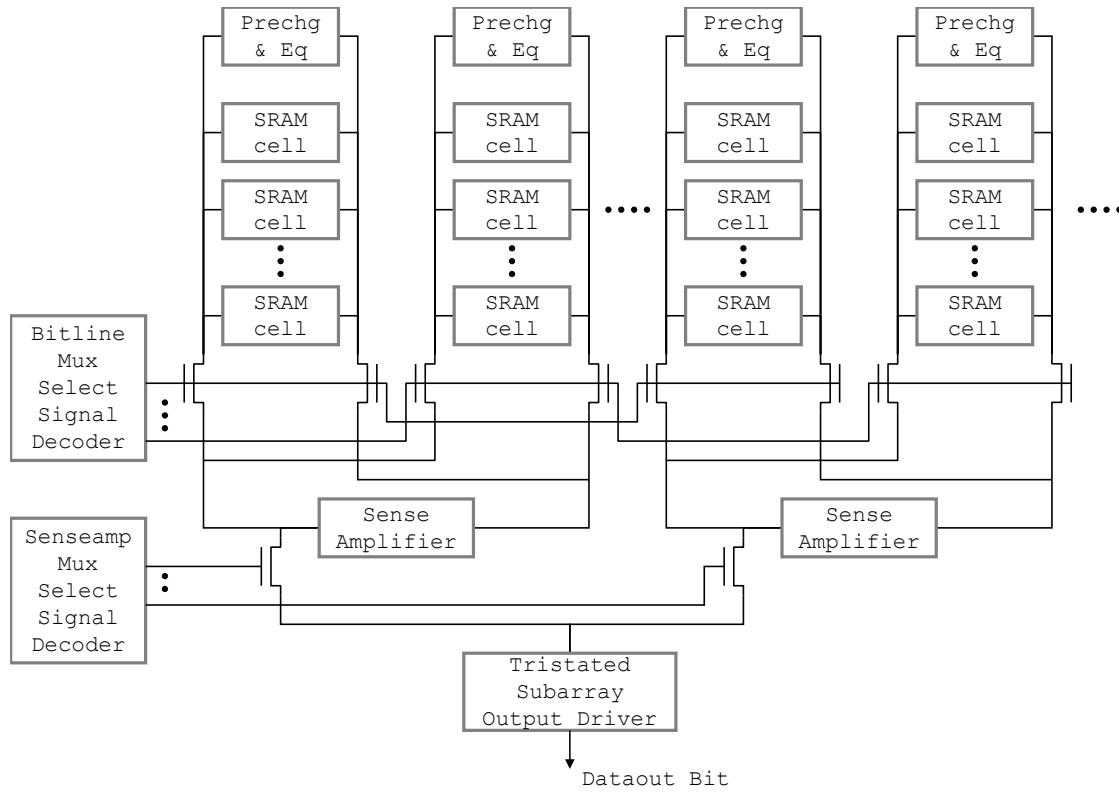 Prechg
& Eq
Prechg
& Eq
Prechg
& Eq
Prechg
& Eq
SRAM
cell
SRAM
cell
SRAM
cell
SRAM
cell
SRAM
cell
SRAM
cell
SRAM
cell
SRAM
cell
SRAM
cell
SRAM
cell
SRAM
cell
SRAM
cell
Bitline
Mux
Select
Signal
Decoder
Sense
Amplifier
Sense
Amplifier
Senseamp
Mux
Select
Signal
Decoder
Tristated
Subarray
Output Driver
Dataout Bit